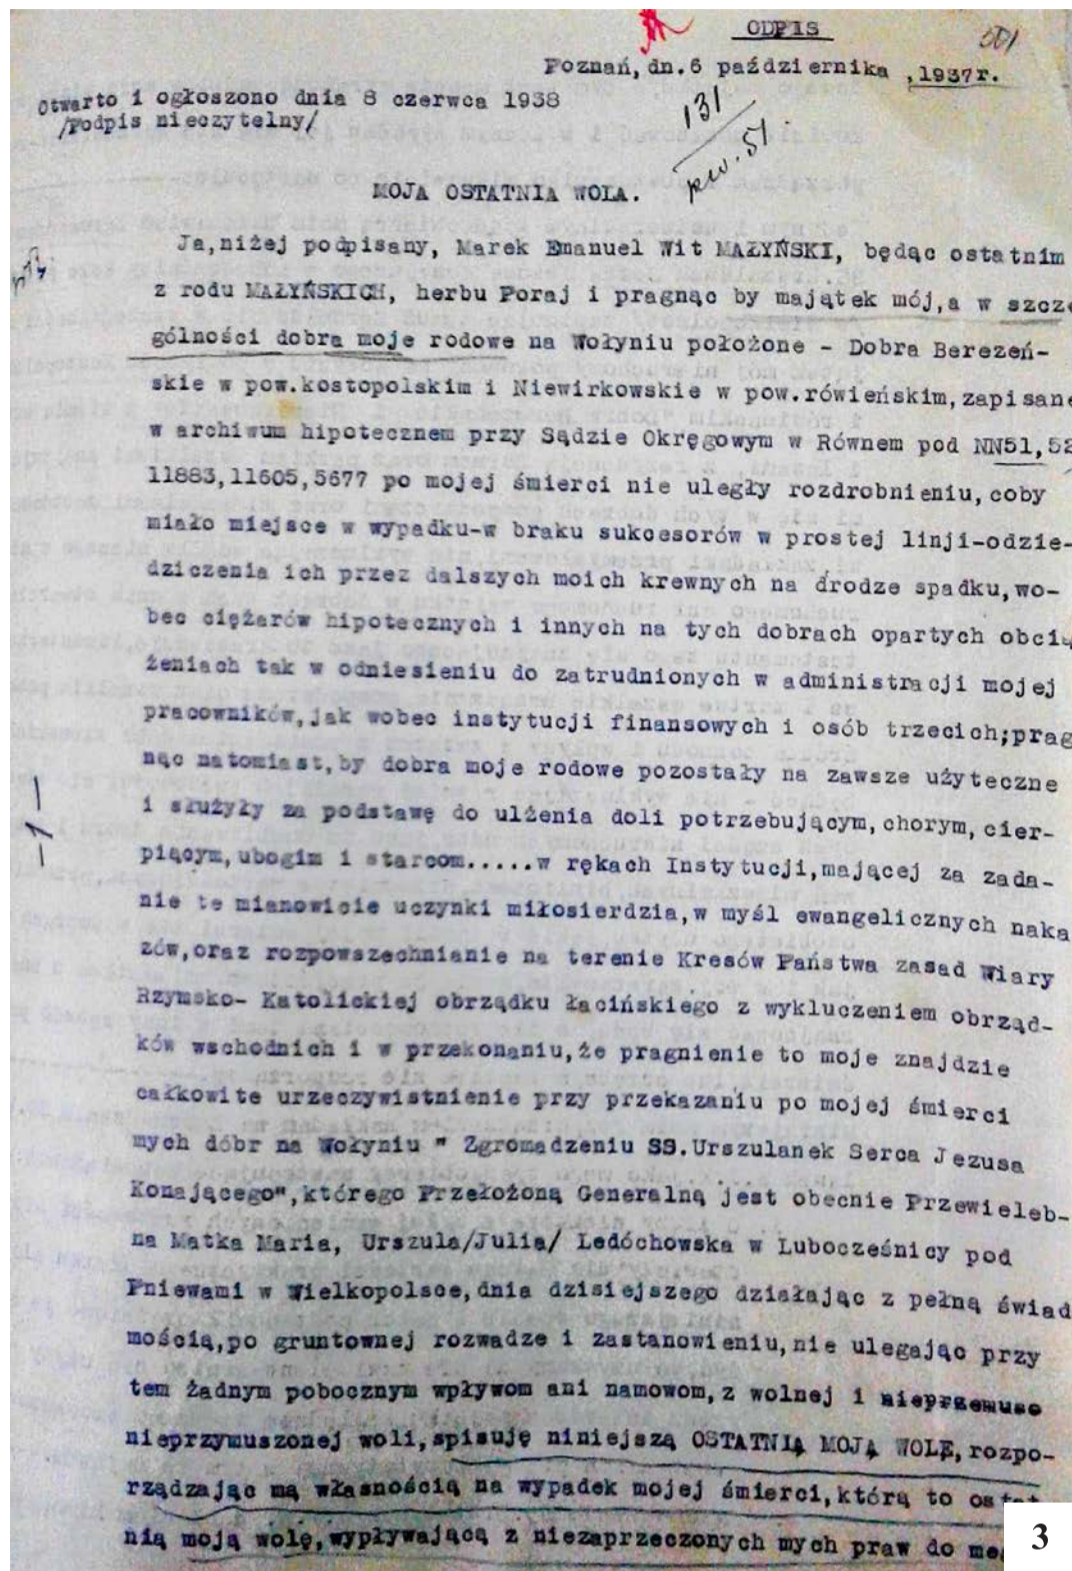 ODPIS
501
Poznań, dn. 6 października, 1937r.
Otwarto i ogłoszono dnia 8 czerwca 1938
/Podpis nieczytelny/
131
pow. 51.
MOJA OSTATNIA WOLA.
Ja, niżej podpisany, Marek Emanuel Wit MAŁYŃSKI, będąc ostatnim
z rodu MAŁYŃSKICH, herbu Poraj i pragnąc by majątek mój, a w szcze
gólności dobra moje rodowe na Wołyniu położone - Dobra Berezeń-
skie w pow.kostopolskim i Niewirkowskie w pow.rówieńskim, zapisane
w archiwum hipotecznem przy Sądzie Okręgowym w Równem pod NN51, 52
11883,11605,5677 po mojej śmierci nie uległy rozdrobnieniu, coby
miało miejsce w wypadku-w braku sukcesorów w prostej linji-odzie-
dziczenia ich przez dalszych moich krewnych na drodze spadku, wo-
bec ciężarów hipotecznych i innych na tych dobrach opartych obcią
żeniach tak w odniesieniu do zatrudnionych w administracji mojej
pracowników, jak wobec instytucji finansowych i osób trzecich;prag
nąc natomiast, by dobra moje rodowe pozostały na zawsze użyteczne
i służyły za podstawę do ulżenia doli potrzebującym, chorym, cier-
piącym, ubogim i starcom.....w rękach Instytucji, mającej za zada-
nie te mianowicie uczynki miłosierdzia, w myśl ewangelicznych naka
zów, oraz rozpowszechnianie na terenie Kresów Państwa zasad Wiary
Rzymsko- Katolickiej obrządku łacińskiego z wykluczeniem obrząd-
ków wschodnich i w przekonaniu, że pragnienie to moje znajdzie
całkowite urzeczywistnienie przy przekazaniu po mojej śmierci
mych dóbr na Wołyniu " Zgromadzeniu SS.Urszulanek Serca Jezusa
Konającego", którego Przełożoną Generalną jest obecnie Przewieleb-
na Matka Maria, Urszula/Julia/ Ledóchowska w Lubocześnicy pod
Pniewami w Wielkopolsce, dnia dzisiejszego działając z pełną świad
mością, po gruntownej rozwadze i zastanowieniu, nie ulegając przy
tem żadnym pobocznym wpływom ani namowom, z wolnej i nieprzemuso
nieprzymuszonej woli, spisuję niniejszą OSTATNIĄ MOJĄ WOLĘ, rozpo-
rządzając mą własnością na wypadek mojej śmierci, którą to ostat
nią moją wolę, wypływającą z niezaprzeczonych mych praw do
- 1 -
3